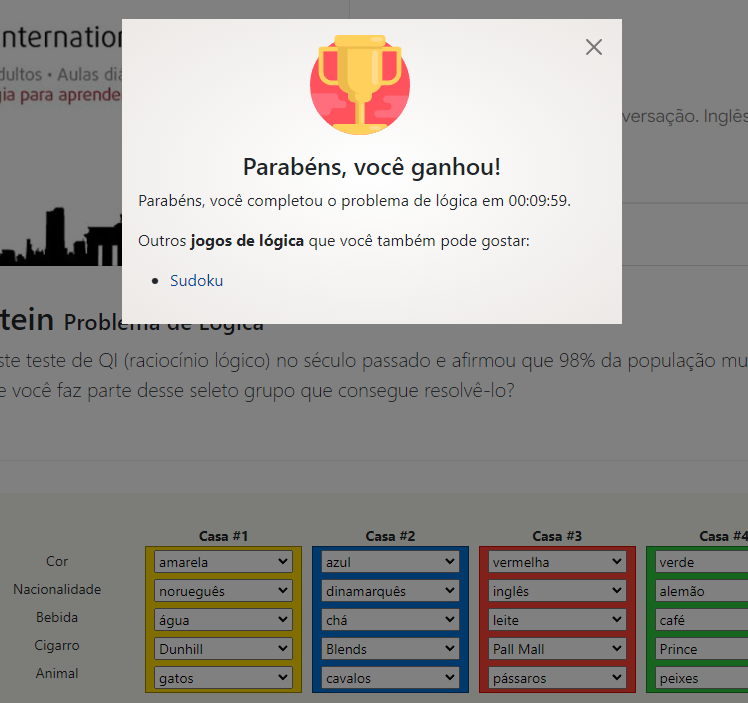 nternation
dultos • Aulas diá
gia para aprende
versação. Inglês
Parabéns, você ganhou!
Parabéns, você completou o problema de lógica em 00:09:59.
Outros jogos de lógica que você também pode gostar:
• Sudoku
tein Problema de Lógica
ste teste de QI (raciocínio lógico) no século passado e afirmou que 98% da população mu
e você faz parte desse seleto grupo que consegue resolvê-lo?
Casa #1 Casa #2 Casa #3 Casa #4
Cor amarela azul vermelha verde
Nacionalidade norueguês dinamarquês inglês alemão
Bebida água chá leite café
Cigarro Dunhill Blends Pall Mall Prince
Animal gatos cavalos pássaros peixes